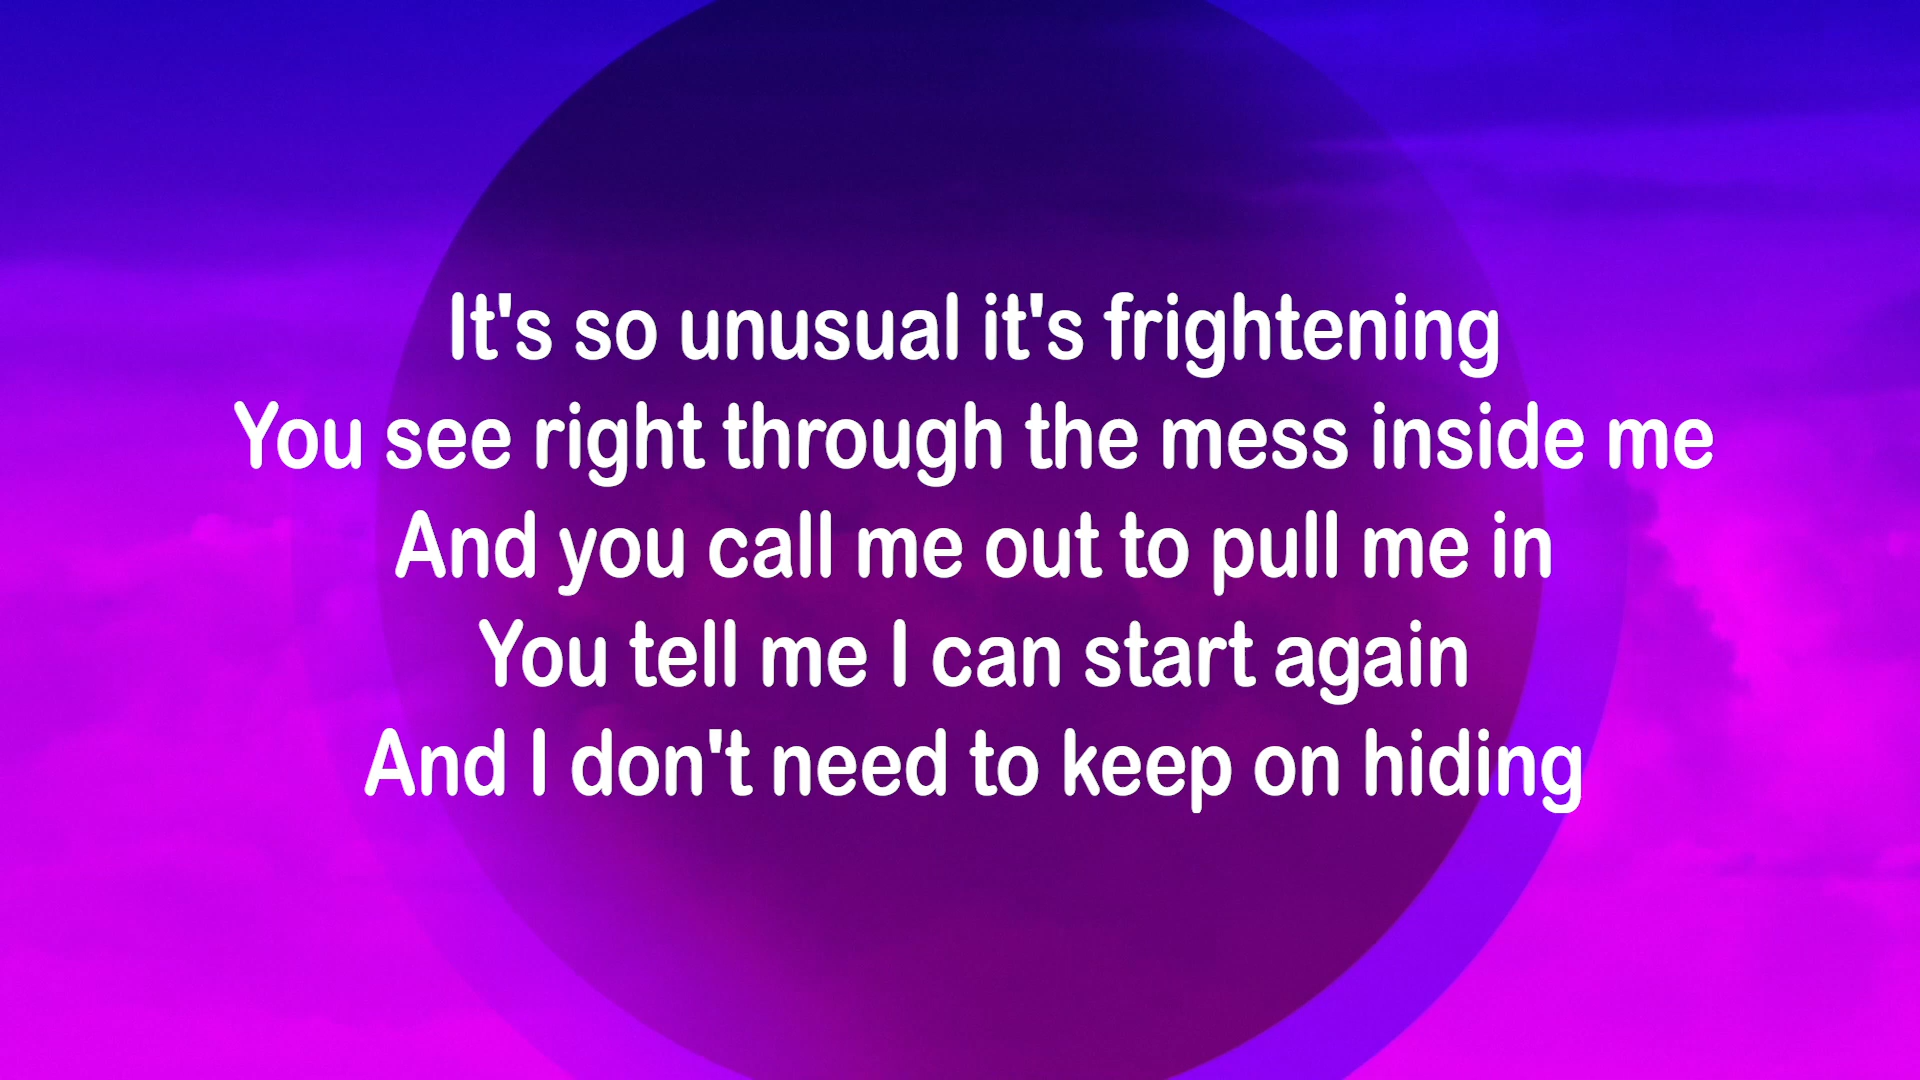 It's so unusual it's frightening
You see right through the mess inside me
And you call me out to pull me in
You tell me I can start again
And I don't need to keep on hiding